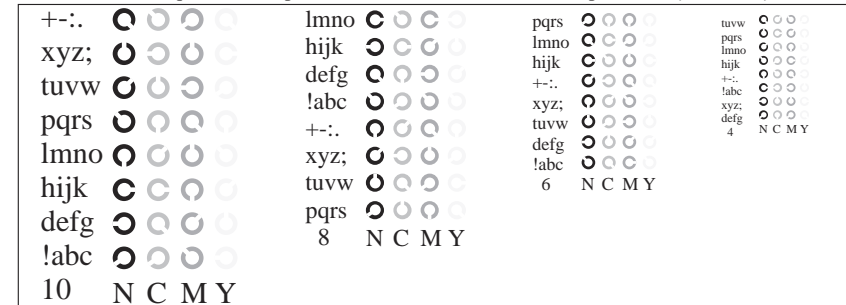 +-:.
xyz;
tuvw
pqrs
lmno
hijk
defg
!abc
10 N C M Y
lmno
hijk
defg
!abc
+-:.
xyz;
tuvw
pqrs
8 N C M Y
pqrs
lmno
hijk
+-:.
xyz;
tuvw
defg
!abc
6 N C M Y
tuvw
pqrs
lmno
hijk
+-:.
!abc
xyz;
defg
4 N C M Y